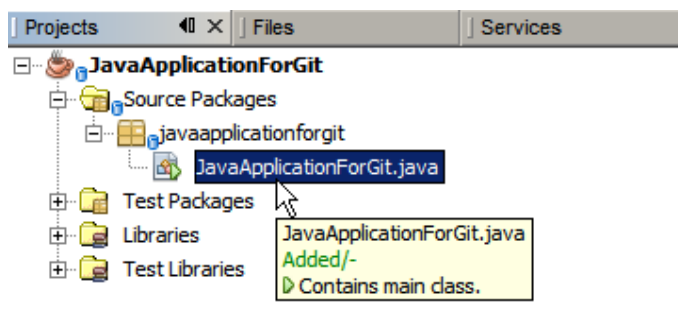 Projects
Files
Services
JavaApplicationForGit
Source Packages
javaapplicationforgit
JavaApplicationForGit.java
Test Packages
Libraries
Test Libraries
JavaApplicationForGit.java
Added/-
Contains main class.